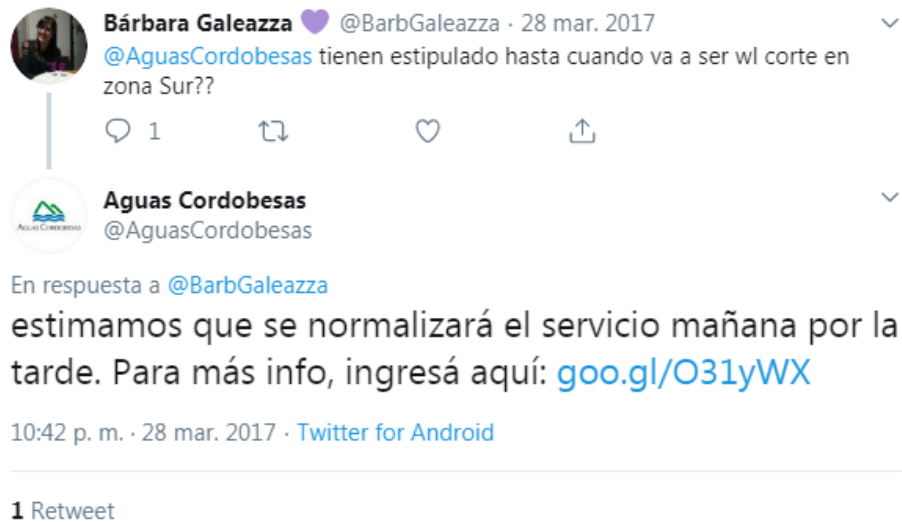 Bárbara Galeazza 💜 @BarbGaleazza · 28 mar. 2017
@AguasCordobesas tienen estipulado hasta cuando va a ser wl corte en
zona Sur??
1
Aguas Cordobesas
AGUAS CORDOBESAS
@AguasCordobesas
En respuesta a @BarbGaleazza
estimamos que se normalizará el servicio mañana por la
tarde. Para más info, ingresá aquí: goo.gl/O31yWX
10:42 p. m. · 28 mar. 2017 · Twitter for Android
1 Retweet